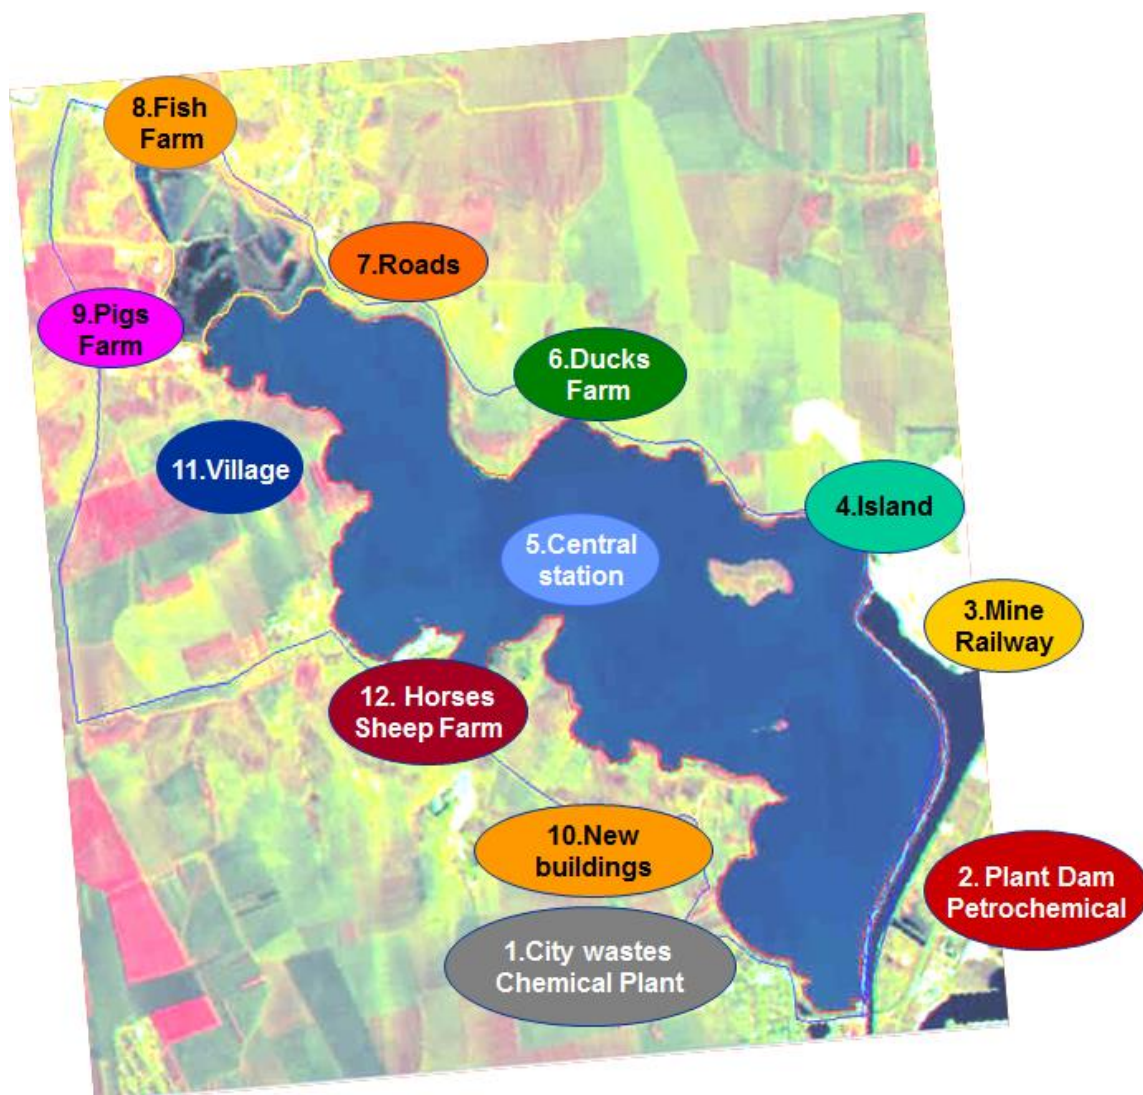 8.Fish
Farm
7.Roads
9.Pigs
Farm
6.Ducks
Farm
11.Village
4.Island
5.Central
station
3.Mine
Railway
12. Horses
Sheep Farm
10.New
buildings
2. Plant Dam
Petrochemical
1.City wastes
Chemical Plant